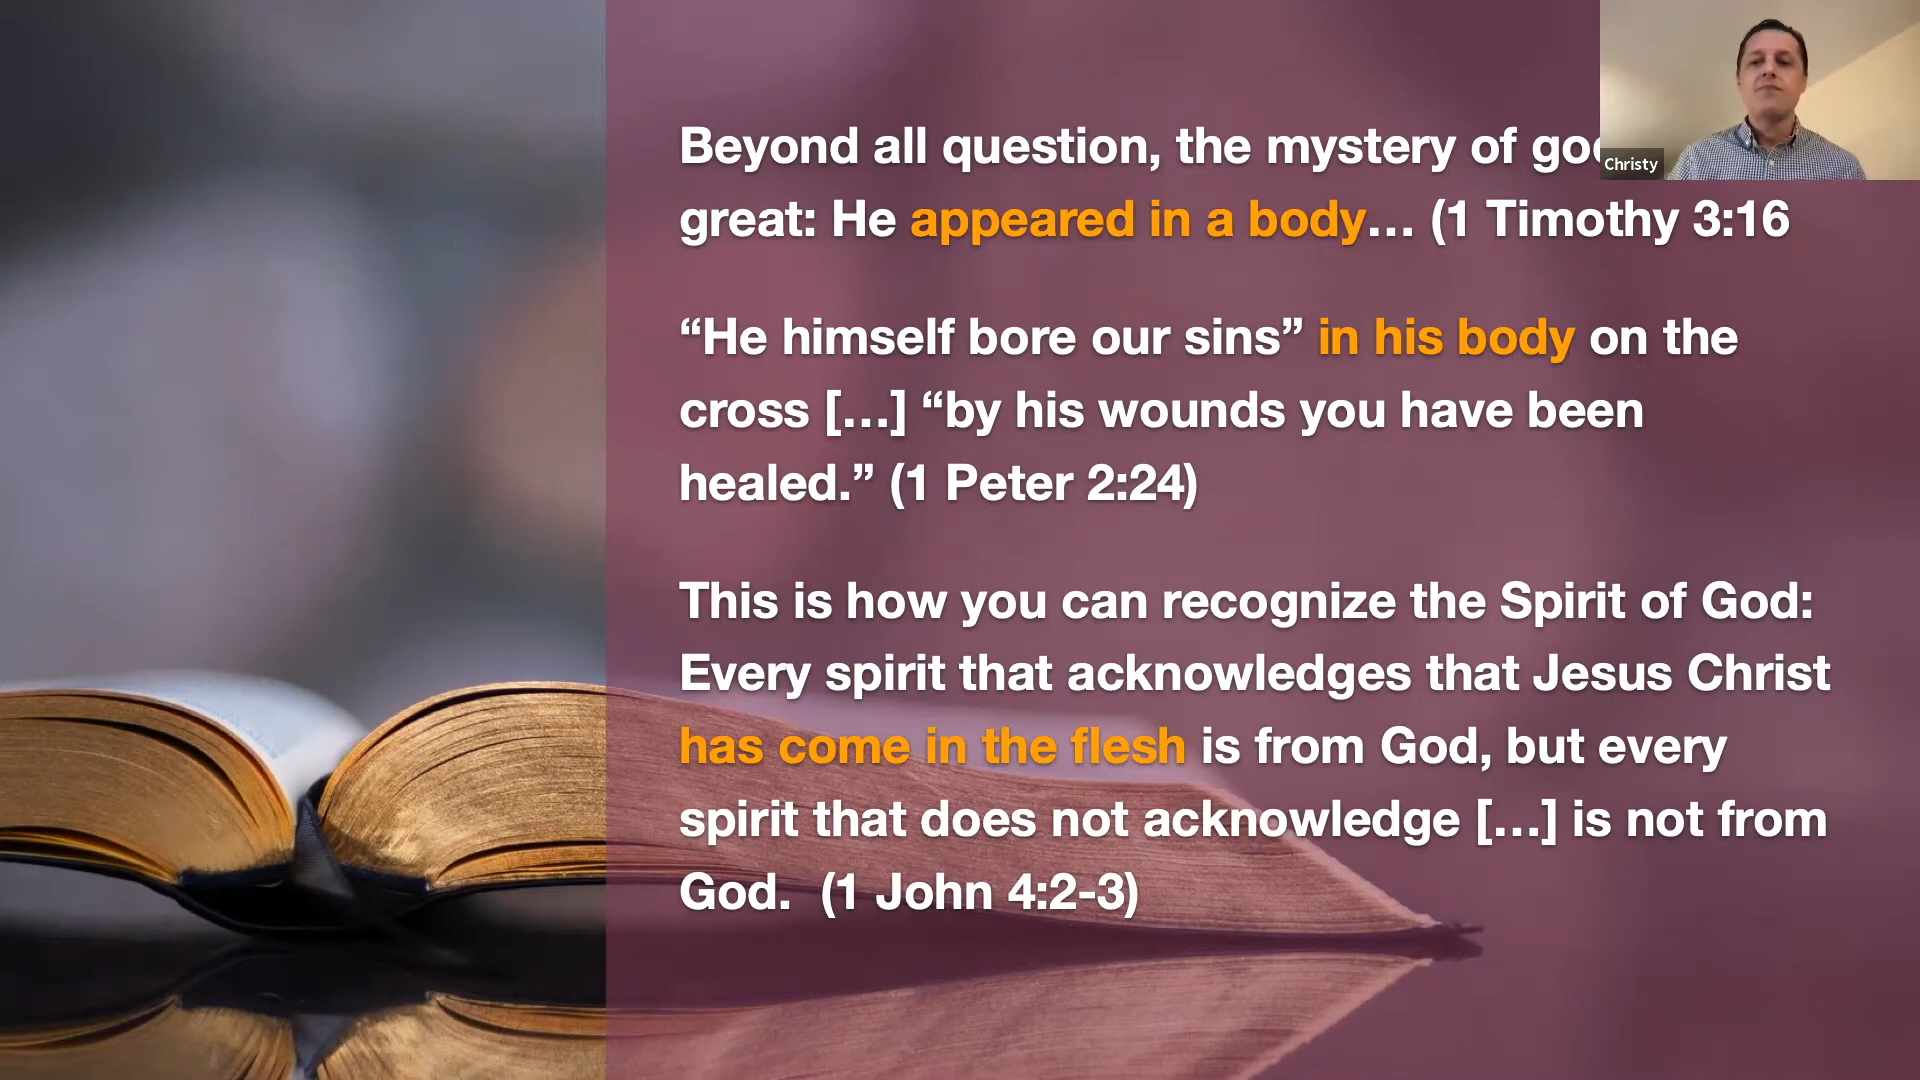 Beyond all question, the mystery of
great: He appeared in a body… (1 Timothy 3:16
“He himself bore our sins” in his body on the
cross […] “by his wounds you have been
healed.” (1 Peter 2:24)
This is how you can recognize the Spirit of God:
Every spirit that acknowledges that Jesus Christ
has come in the flesh is from God, but every
spirit that does not acknowledge […] is not from
God.  (1 John 4:2-3)
Christy